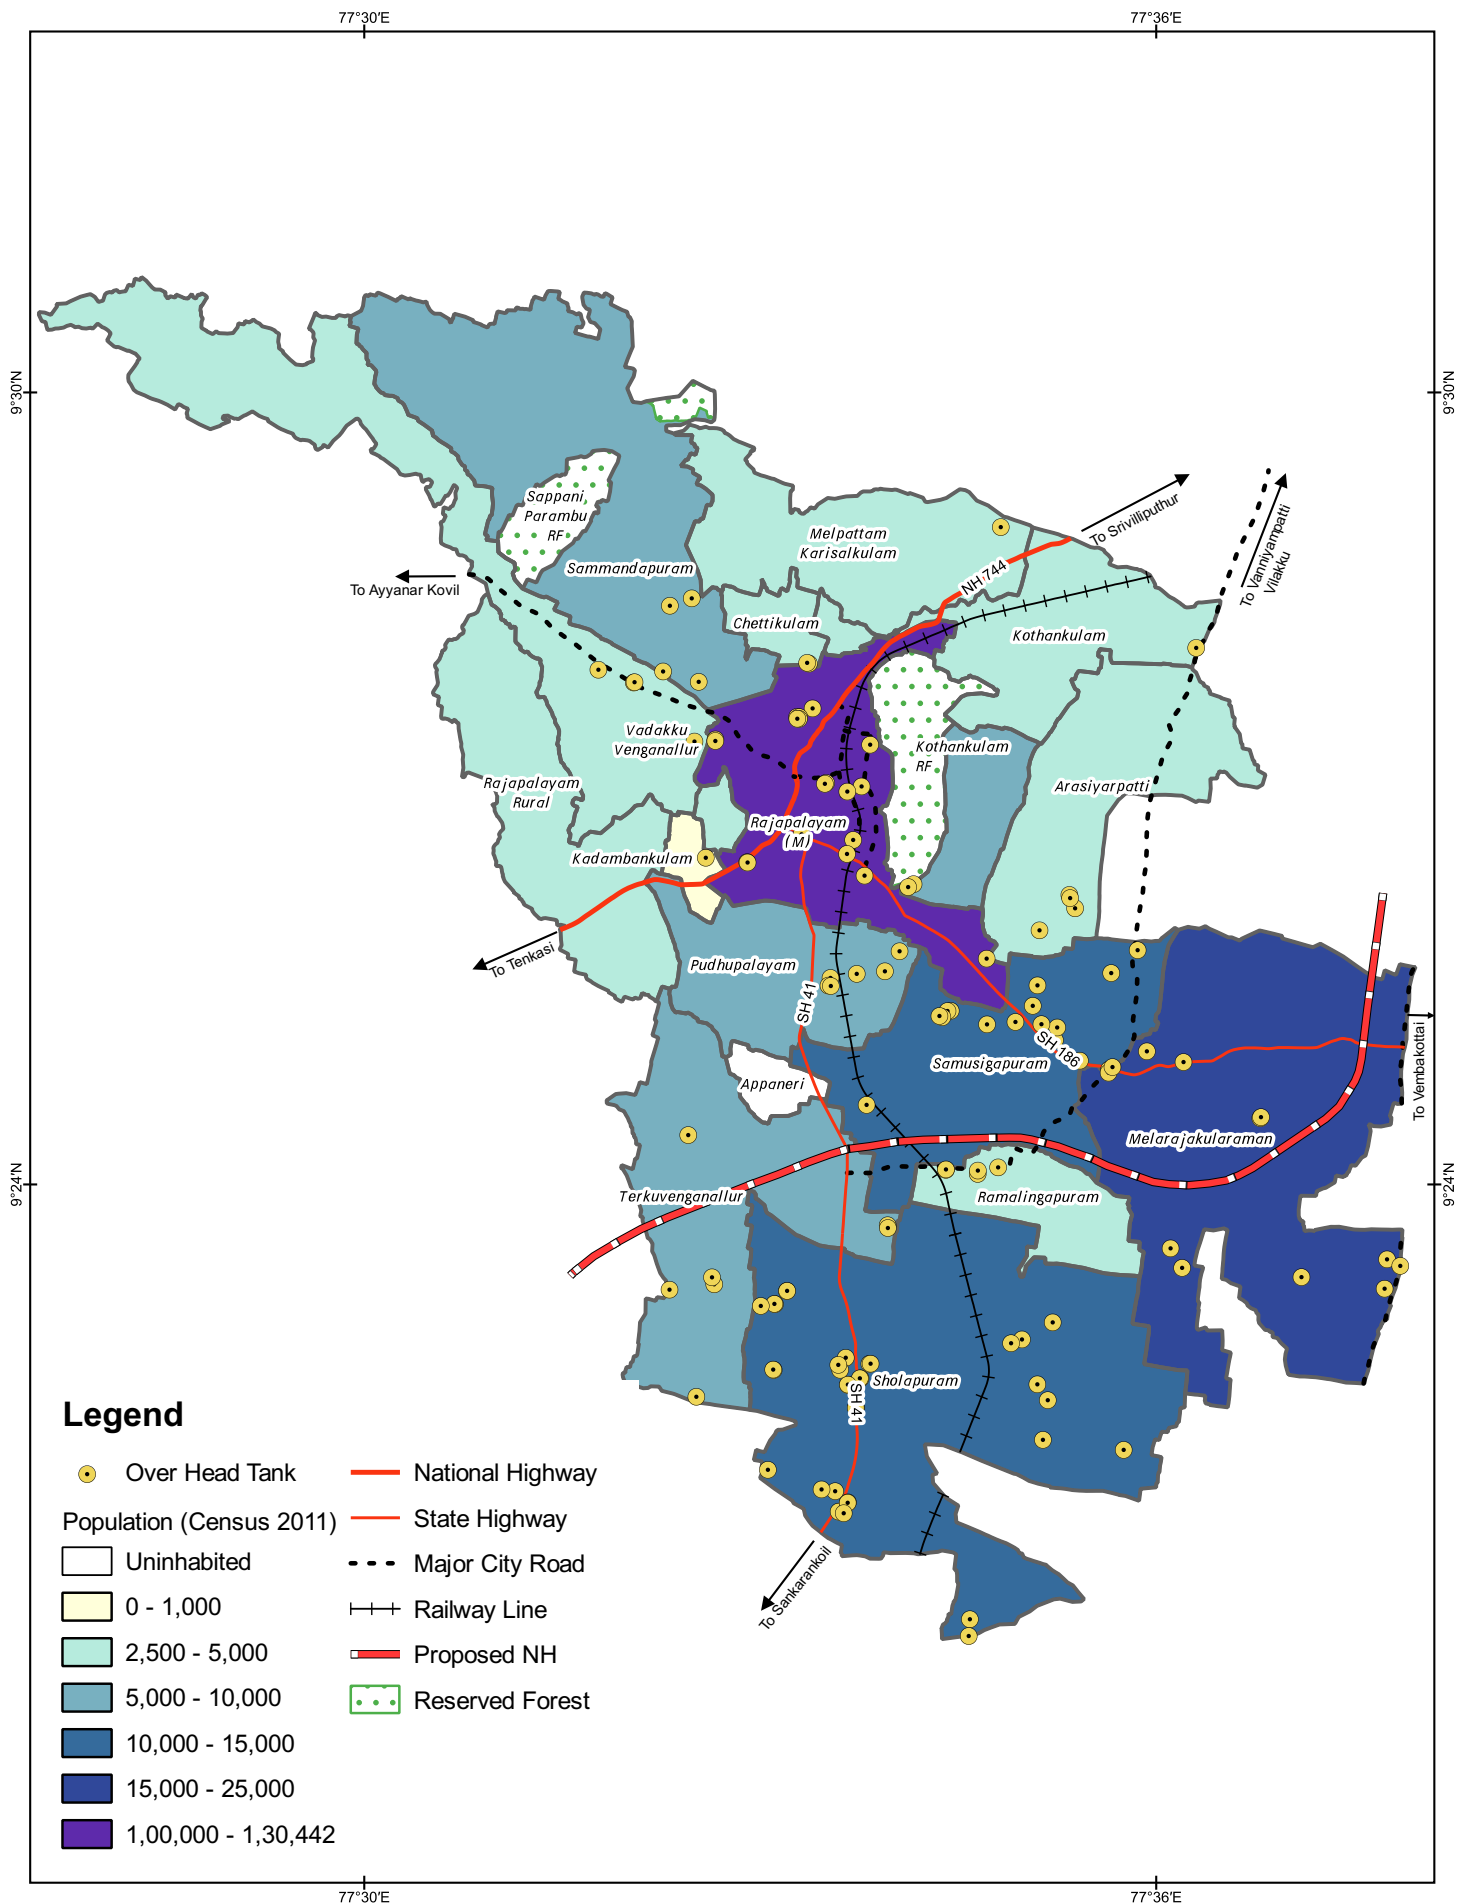 77°30'E
77°36'E
9°30'N
9°30'N
Sappani
Parambu
RF
Melpattam
Karisalkulam
To Srivilliputhur
To Vanniyampatti
Vilakku
NH 744
Sammandapuram
To Ayyanar Kovil
Chettikulam
Kothankulam
Vadakku
Venganallur
Kothankulam
RF
Rajapalayam
Rural
Arasiyarpatti
Rajapalayam
(M)
Kadambankulam
To Tenkasi
Pudhupalayam
SH 41
SH 186
Samusigapuram
To Vembakottai
Appaneri
Melarajakularaman
9°24'N
9°24'N
Terkuvenganallur
Ramalingapuram
Sholapuram
SH 41
To Sankarankoil
Legend
Over Head Tank
Population (Census 2011)
Uninhabited
0 - 1,000
2,500 - 5,000
5,000 - 10,000
10,000 - 15,000
15,000 - 25,000
1,00,000 - 1,30,442
National Highway
State Highway
Major City Road
Railway Line
Proposed NH
Reserved Forest
77°30'E
77°36'E